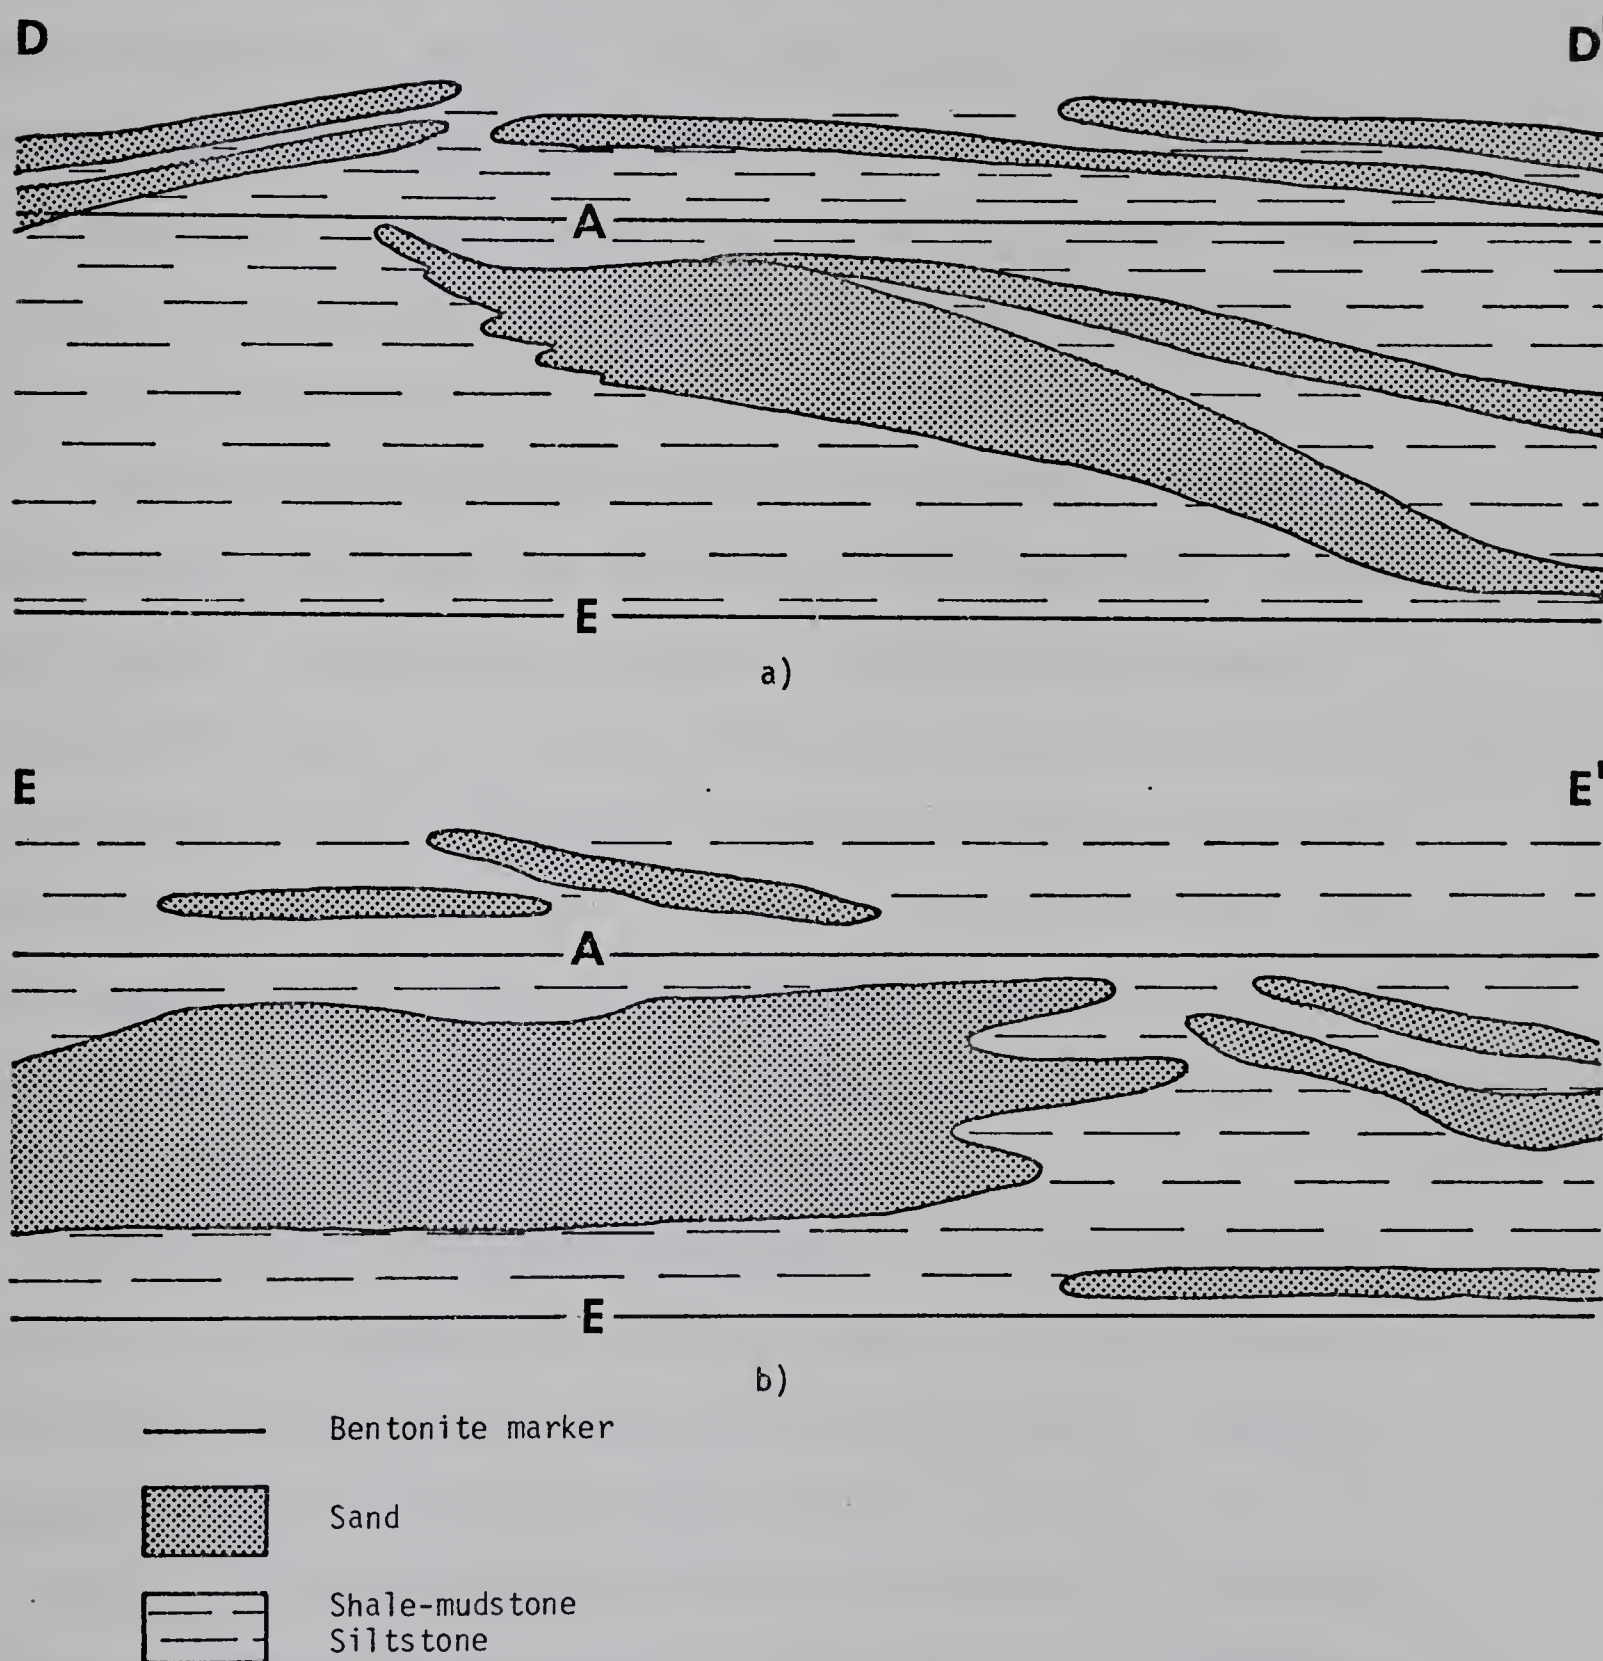 D D'
A
E
a)
E E'
A
E
b)
Bentonite marker
Sand
Shale-mudstone
Siltstone